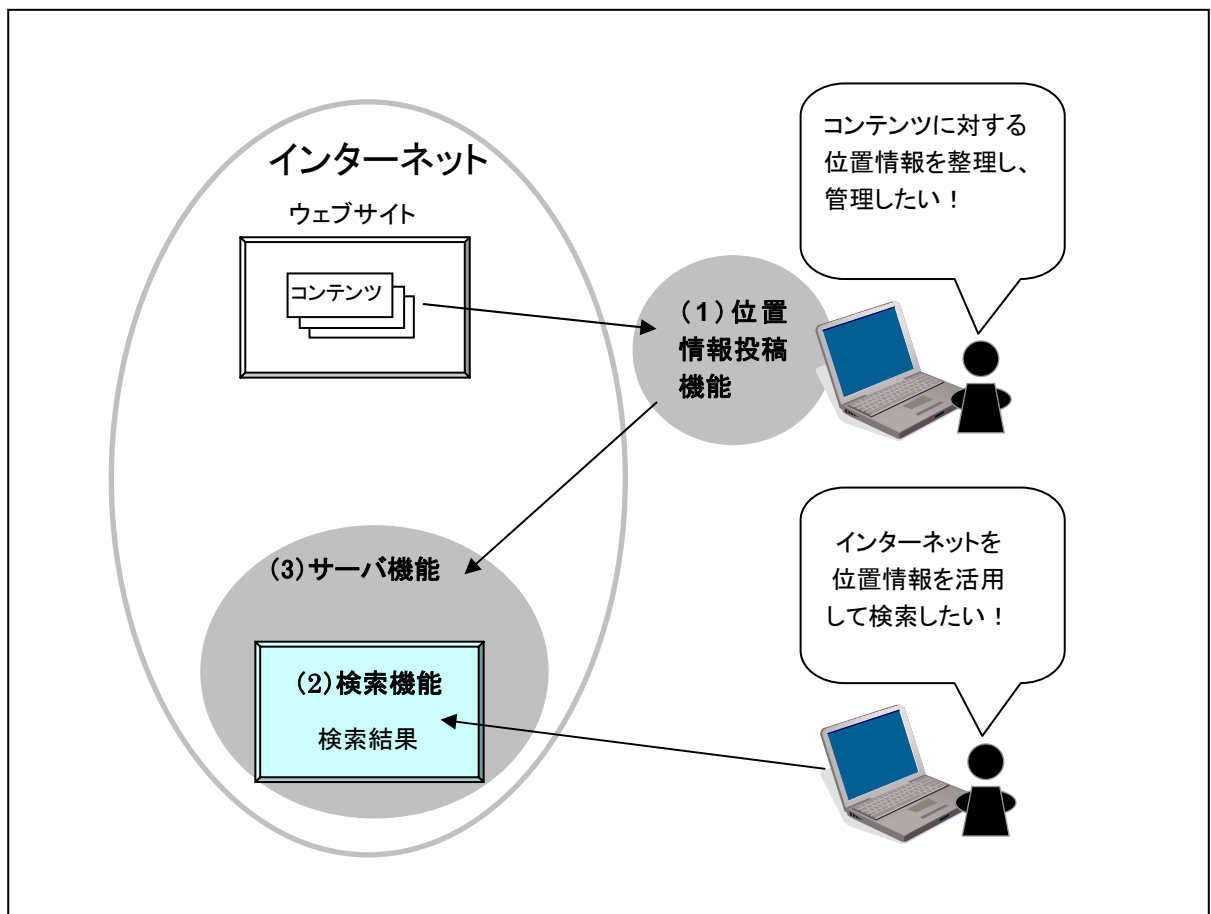 インターネット
ウェブサイト
コンテンツ
(1)位置
情報投稿
機能
コンテンツに対する
位置情報を整理し、
管理したい！
(3)サーバ機能
(2)検索機能
検索結果
インターネットを
位置情報を活用
して検索したい！